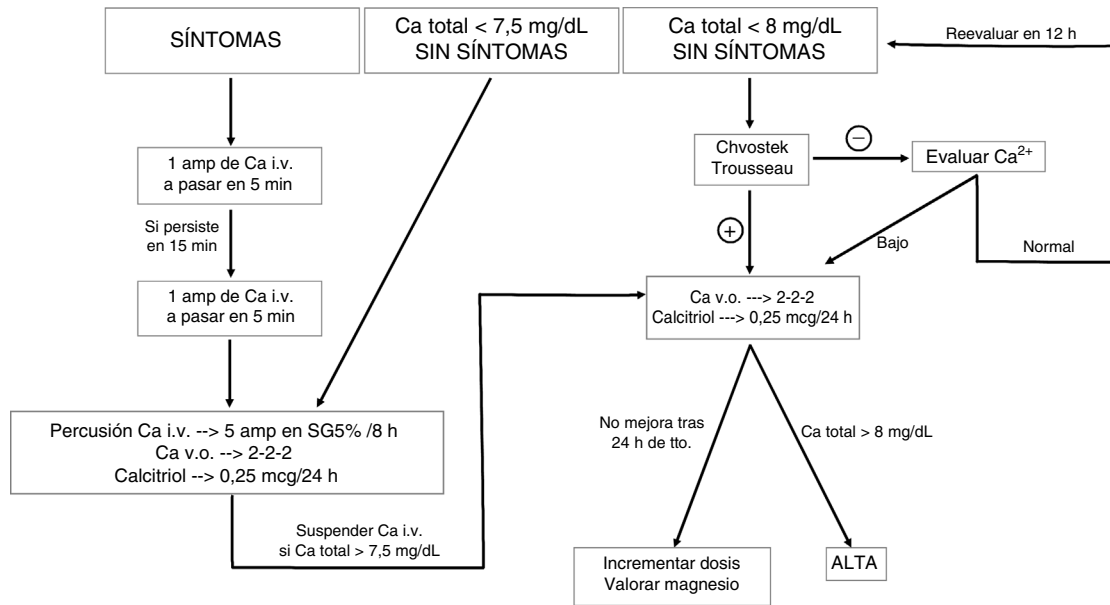 SÍNTOMAS
Ca total < 7,5 mg/dL
SIN SÍNTOMAS
Ca total < 8 mg/dL
SIN SÍNTOMAS
Reevaluar en 12 h
1 amp de Ca i.v.
a pasar en 5 min
Chvostek
Trousseau
−
Evaluar Ca²⁺
Si persiste
en 15 min
+
Bajo
Normal
1 amp de Ca i.v.
a pasar en 5 min
Ca v.o. ---> 2-2-2
Calcitriol ---> 0,25 mcg/24 h
Percusión Ca i.v. --> 5 amp en SG5% /8 h
Ca v.o. --> 2-2-2
Calcitriol --> 0,25 mcg/24 h
No mejora tras
24 h de tto.
Ca total > 8 mg/dL
Suspender Ca i.v.
si Ca total > 7,5 mg/dL
Incrementar dosis
Valorar magnesio
ALTA